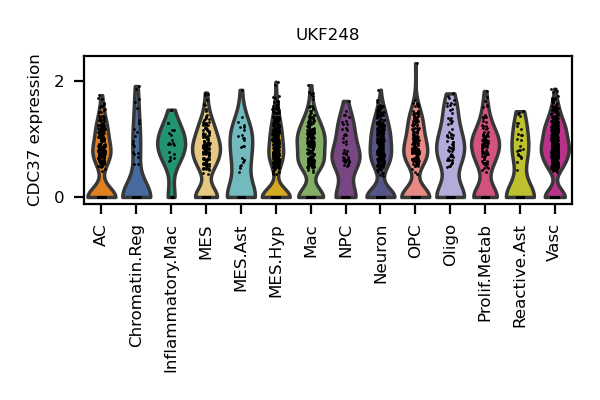 UKF248
CDC37 expression
2
0
AC
Chromatin.Reg
Inflammatory.Mac
MES
MES.Ast
MES.Hyp
Mac
NPC
Neuron
OPC
Oligo
Prolif.Metab
Reactive.Ast
Vasc